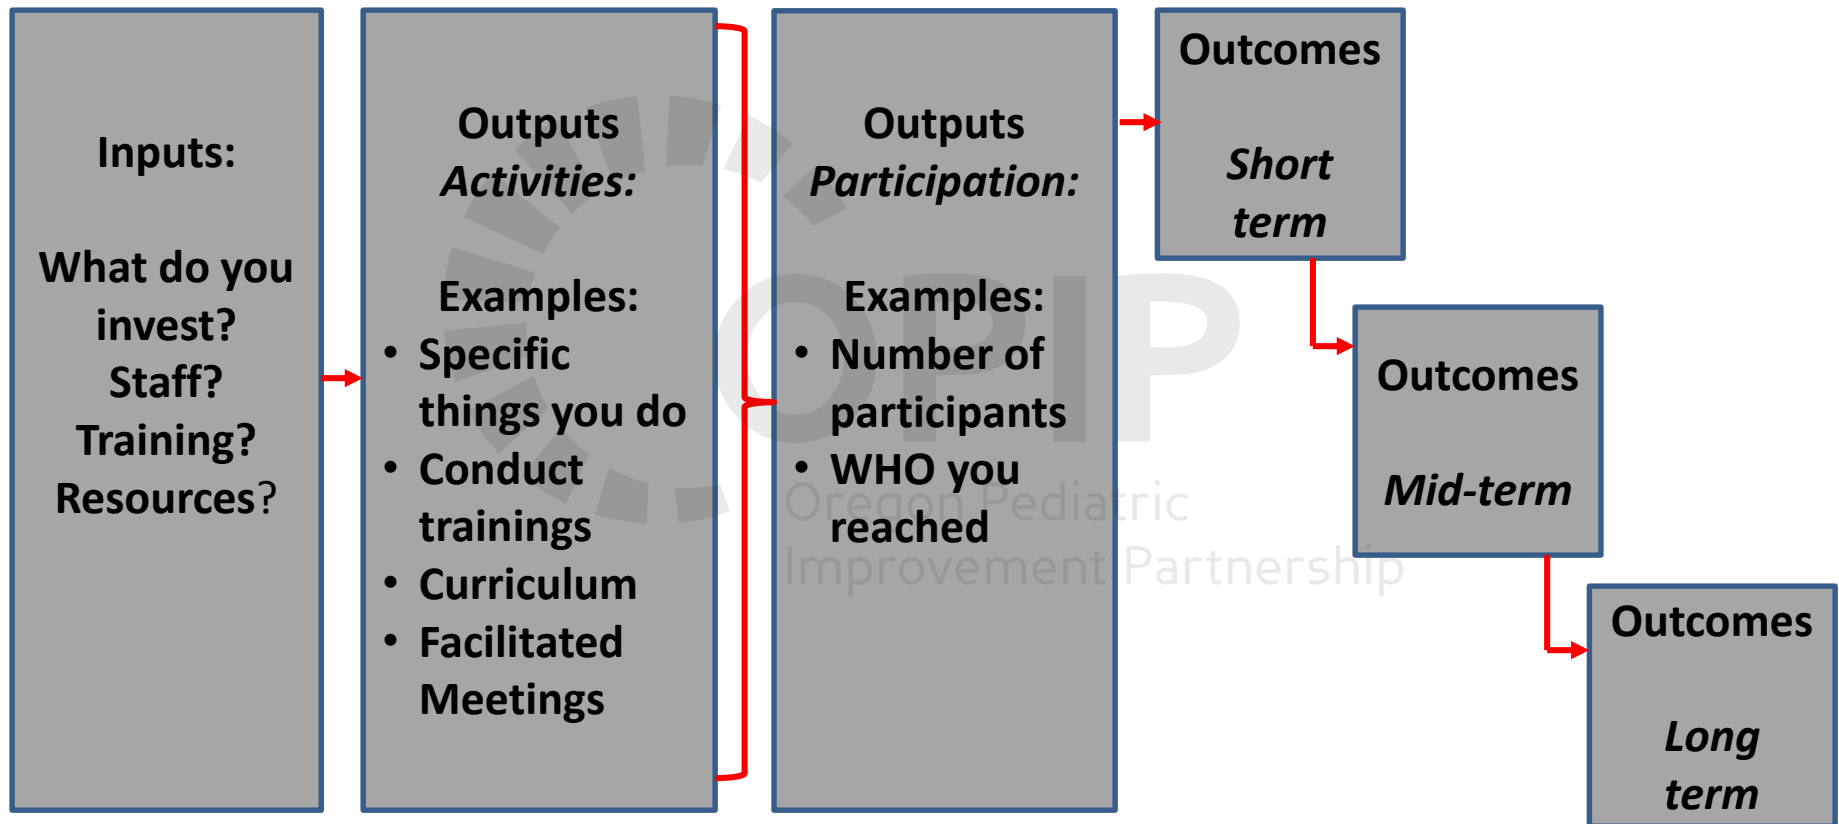 Inputs:
What do you
invest?
Staff?
Training?
Resources?
Outputs
Activities:
Examples:
• Specific
things you do
• Conduct
trainings
• Curriculum
• Facilitated
Meetings
Outputs
Participation:
Examples:
• Number of
participants
• WHO you
reached
Outcomes
Short
term
Outcomes
Mid-term
Outcomes
Long
term
OPIP
Oregon Pediatric
Improvement Partnership